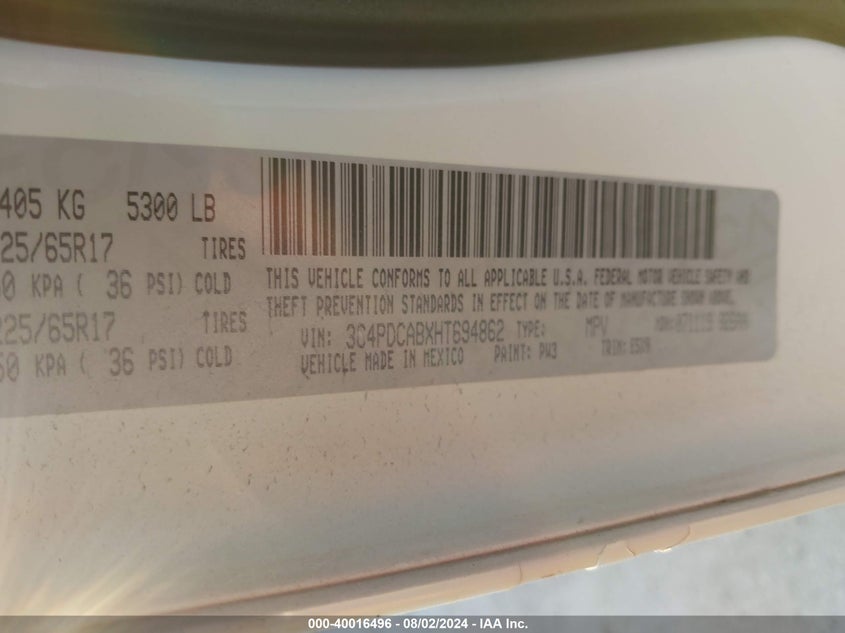 405 KG 5300 LB
25/65R17 TIRES
0 KPA ( 36 PSI) COLD
225/65R17 TIRES
50 KPA ( 36 PSI) COLD
THIS VEHICLE CONFORMS TO ALL APPLICABLE U.S.A. FEDERAL MOTOR VEHICLE SAFETY AND
THEFT PREVENTION STANDARDS IN EFFECT ON THE DATE OF MANUFACTURE SHOWN ABOVE.
VIN: 3C4PDCABXHT694862 TYPE: MPV MDH:
VEHICLE MADE IN MEXICO PAINT: PW3 TRIM:
000-40016496 - 08/02/2024 - IAA Inc.